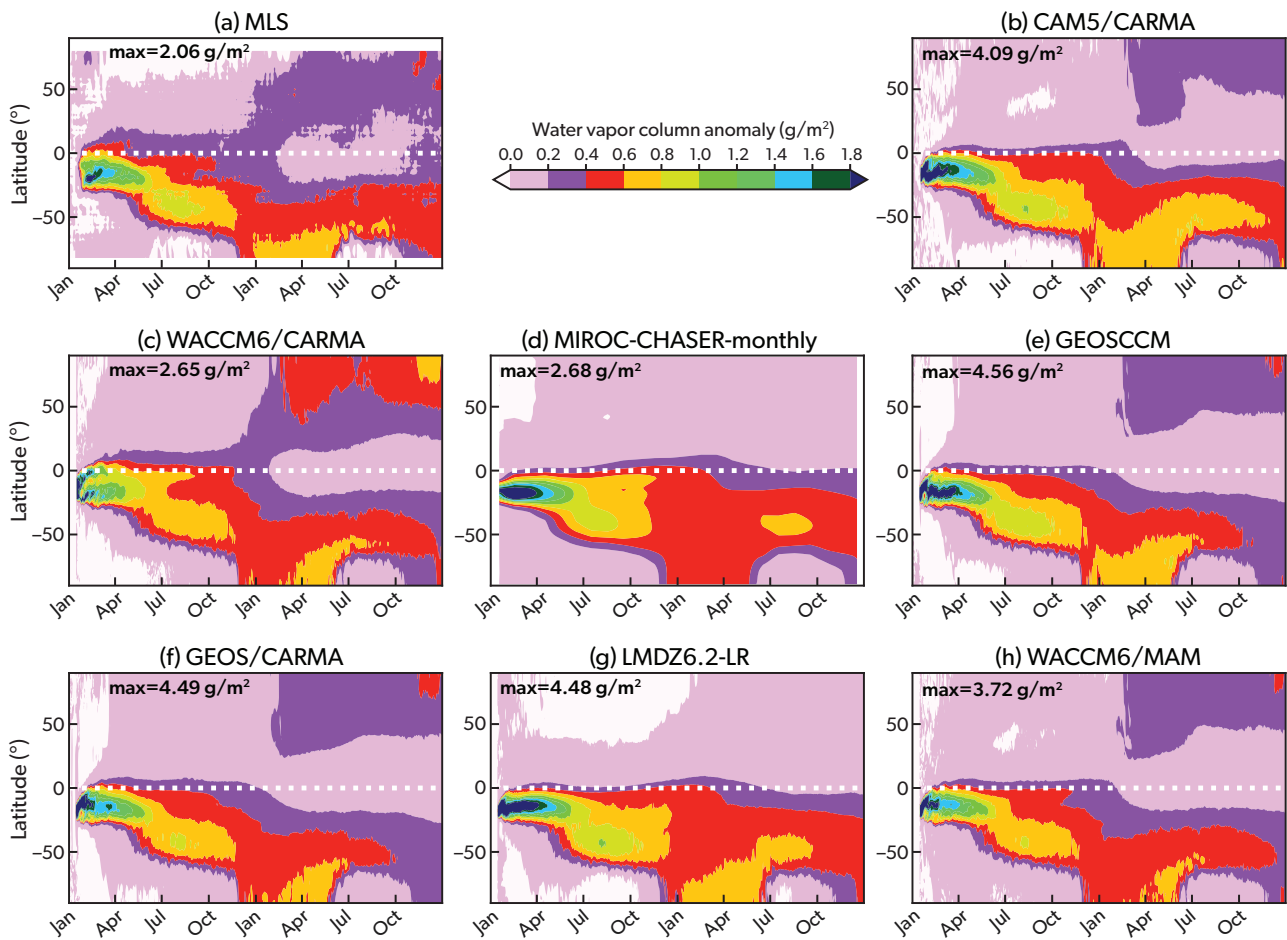 (a) MLS
max=2.06 g/m²
Latitude (°)
50
0
−50
Jan Apr Jul Oct Jan Apr Jul Oct
Water vapor column anomaly (g/m²)
0.0 0.2 0.4 0.6 0.8 1.0 1.2 1.4 1.6 1.8
(b) CAM5/CARMA
max=4.09 g/m²
Latitude (°)
50
0
−50
Jan Apr Jul Oct Jan Apr Jul Oct
(c) WACCM6/CARMA
max=2.65 g/m²
Latitude (°)
50
0
−50
Jan Apr Jul Oct Jan Apr Jul Oct
(d) MIROC-CHASER-monthly
max=2.68 g/m²
50
0
−50
Jan Apr Jul Oct Jan Apr Jul Oct
(e) GEOSCCM
max=4.56 g/m²
Latitude (°)
50
0
−50
Jan Apr Jul Oct Jan Apr Jul Oct
(f) GEOS/CARMA
max=4.49 g/m²
Latitude (°)
50
0
−50
Jan Apr Jul Oct Jan Apr Jul Oct
(g) LMDZ6.2-LR
max=4.48 g/m²
50
0
−50
Jan Apr Jul Oct Jan Apr Jul Oct
(h) WACCM6/MAM
max=3.72 g/m²
Latitude (°)
50
0
−50
Jan Apr Jul Oct Jan Apr Jul Oct